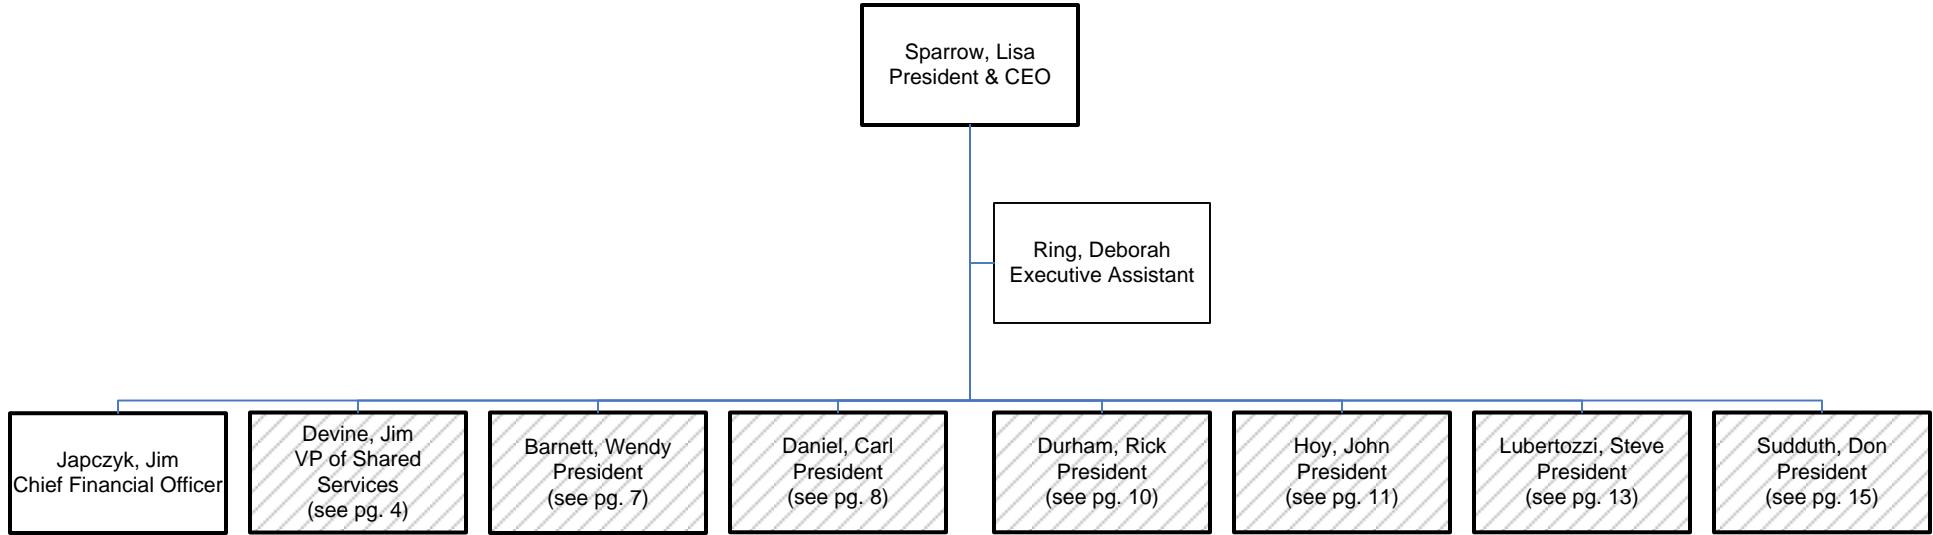 Sparrow, Lisa
President & CEO
Ring, Deborah
Executive Assistant
Japczyk, Jim
Chief Financial Officer
Devine, Jim
VP of Shared
Services
(see pg. 4)
Barnett, Wendy
President
(see pg. 7)
Daniel, Carl
President
(see pg. 8)
Durham, Rick
President
(see pg. 10)
Hoy, John
President
(see pg. 11)
Lubertozzi, Steve
President
(see pg. 13)
Sudduth, Don
President
(see pg. 15)